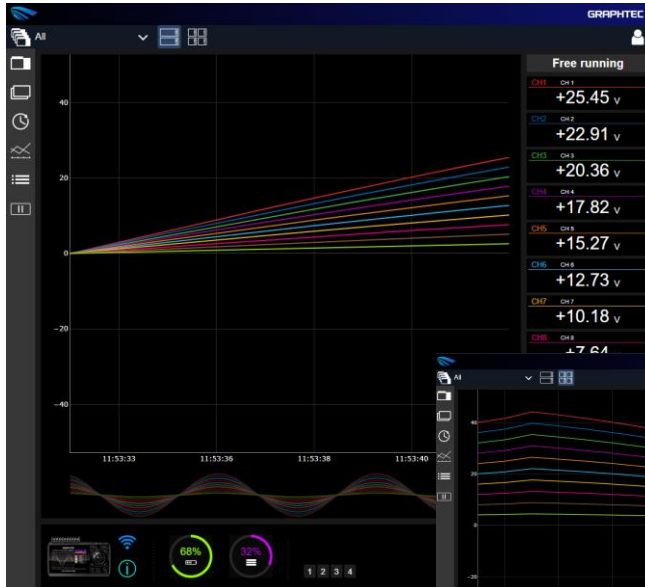 GRAPHTEC
All
Free running
CH1 CH 1
+25.45 V
CH2 CH 2
+22.91 V
CH3 CH 3
+20.36 V
CH4 CH 4
+17.82 V
CH5 CH 5
+15.27 V
CH6 CH 6
+12.73 V
CH7 CH 7
+10.18 V
CH8 CH 8
+7.64
40
20
0
-20
-40
11:53:33 11:53:36 11:53:38 11:53:40
68%
32%
1 2 3 4
All
40
20
0
-20